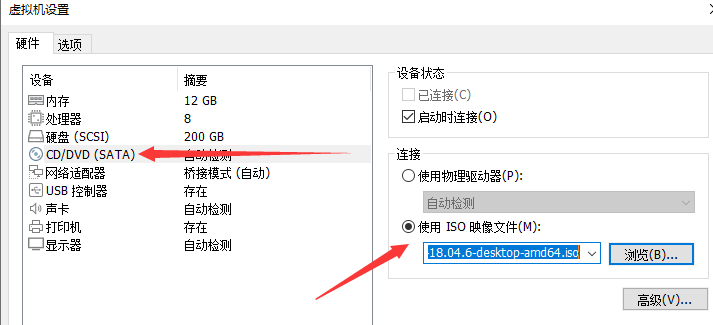 虚拟机设置
硬件 选项
设备 摘要
内存 12 GB
处理器 8
硬盘 (SCSI) 200 GB
CD/DVD (SATA) 自动检测
网络适配器 桥接模式 (自动)
USB 控制器 存在
声卡 自动检测
打印机 存在
显示器 自动检测
设备状态
已连接(C)
启动时连接(O)
连接
使用物理驱动器(P):
自动检测
使用 ISO 映像文件(M):
-18.04.6-desktop-amd64.iso 浏览(B)...
高级(V)...